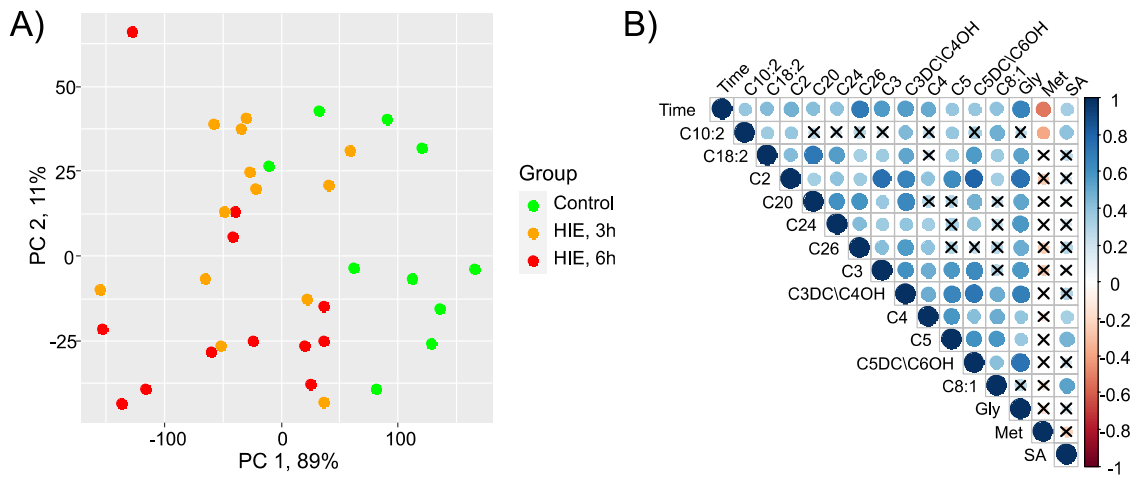 A)
50
25
0
-25
-100
0
100
PC 1, 89%
PC 2, 11%
Group
Control
HIE, 3h
HIE, 6h
B)
Time
C10:2
C18:2
C2
C20
C24
C26
C3
C3DC\C4OH
C4
C5
C5DC\C6OH
C8:1
Gly
Met
SA
Time
C10:2
C18:2
C2
C20
C24
C26
C3
C3DC\C4OH
C4
C5
C5DC\C6OH
C8:1
Gly
Met
SA
1
0.8
0.6
0.4
0.2
0
-0.2
-0.4
-0.6
-0.8
-1